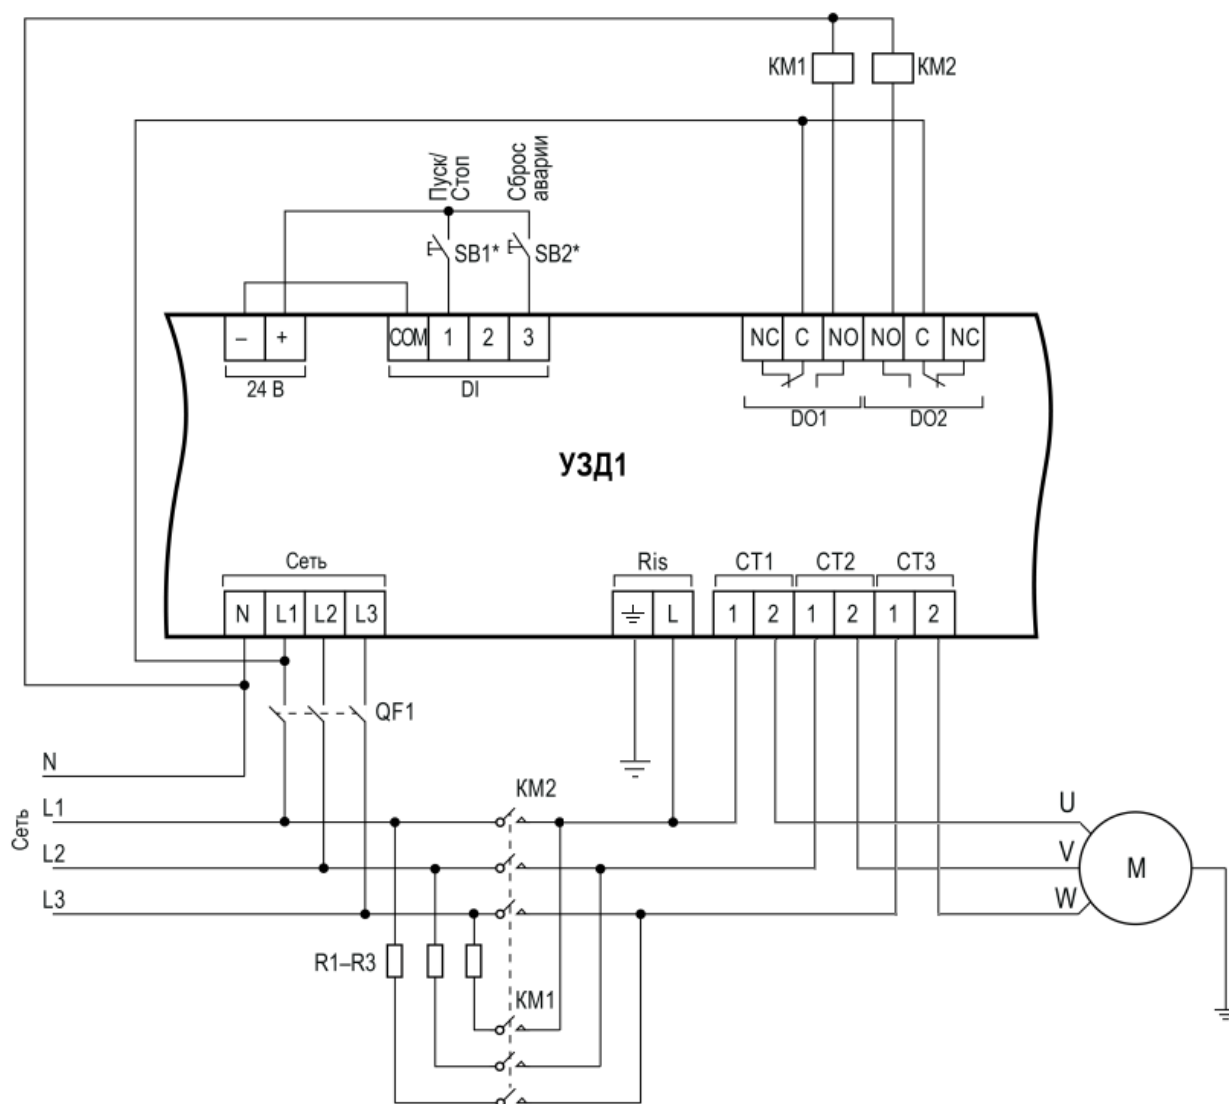 КМ1
КМ2
Пуск/
Стоп
Сброс
аварии
SB1*
SB2*
–
+
COM
1
2
3
NC
C
NO
NO
C
NC
24 В
DI
DO1
DO2
УЗД1
Сеть
Ris
CT1
CT2
CT3
N
L1
L2
L3
L
1
2
1
2
1
2
QF1
N
Сеть
L1
L2
L3
КМ2
U
V
W
M
R1–R3
КМ1